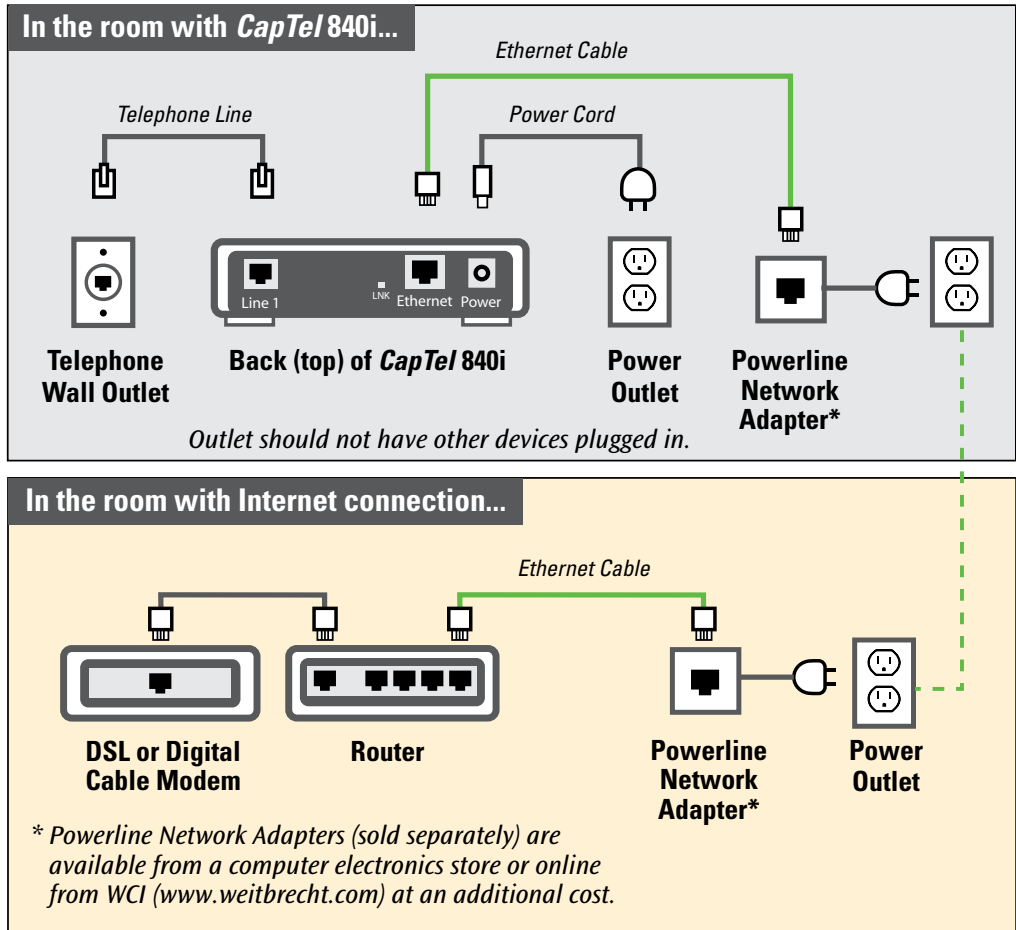 In the room with CapTel 840i...
Ethernet Cable
Telephone Line
Power Cord
Line 1
LNK
Ethernet
Power
Telephone
Wall Outlet
Back (top) of CapTel 840i
Power
Outlet
Powerline
Network
Adapter*
Outlet should not have other devices plugged in.
In the room with Internet connection...
Ethernet Cable
DSL or Digital
Cable Modem
Router
Powerline
Network
Adapter*
Power
Outlet
* Powerline Network Adapters (sold separately) are
available from a computer electronics store or online
from WCI (www.weitbrecht.com) at an additional cost.